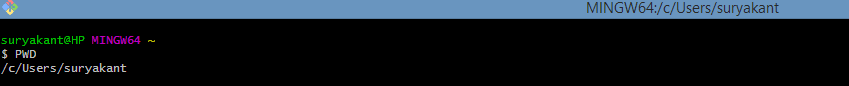 MINGW64:/c/Users/suryakant
suryakant@HP MINGW64 ~
$ PWD
/c/Users/suryakant